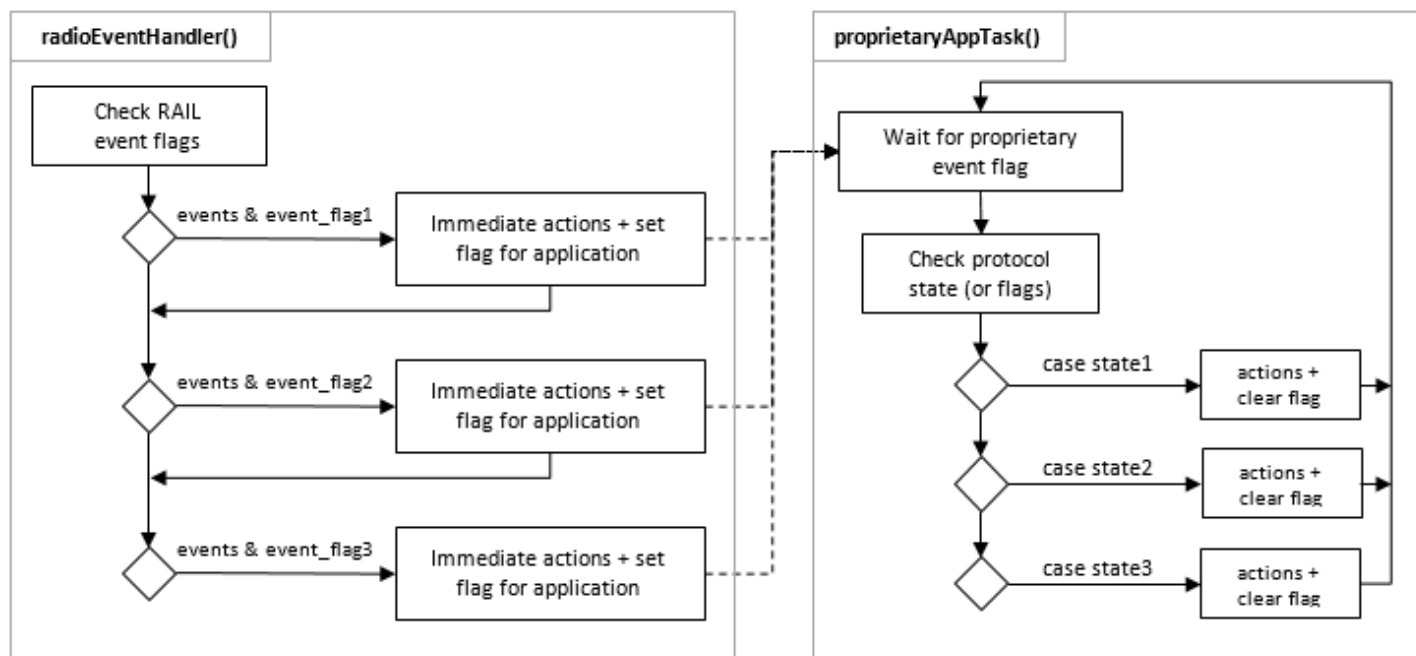 radioEventHandler()
Check RAIL
event flags
events & event_flag1
Immediate actions + set
flag for application
events & event_flag2
Immediate actions + set
flag for application
events & event_flag3
Immediate actions + set
flag for application
proprietaryAppTask()
Wait for proprietary
event flag
Check protocol
state (or flags)
case state1
actions +
clear flag
case state2
actions +
clear flag
case state3
actions +
clear flag